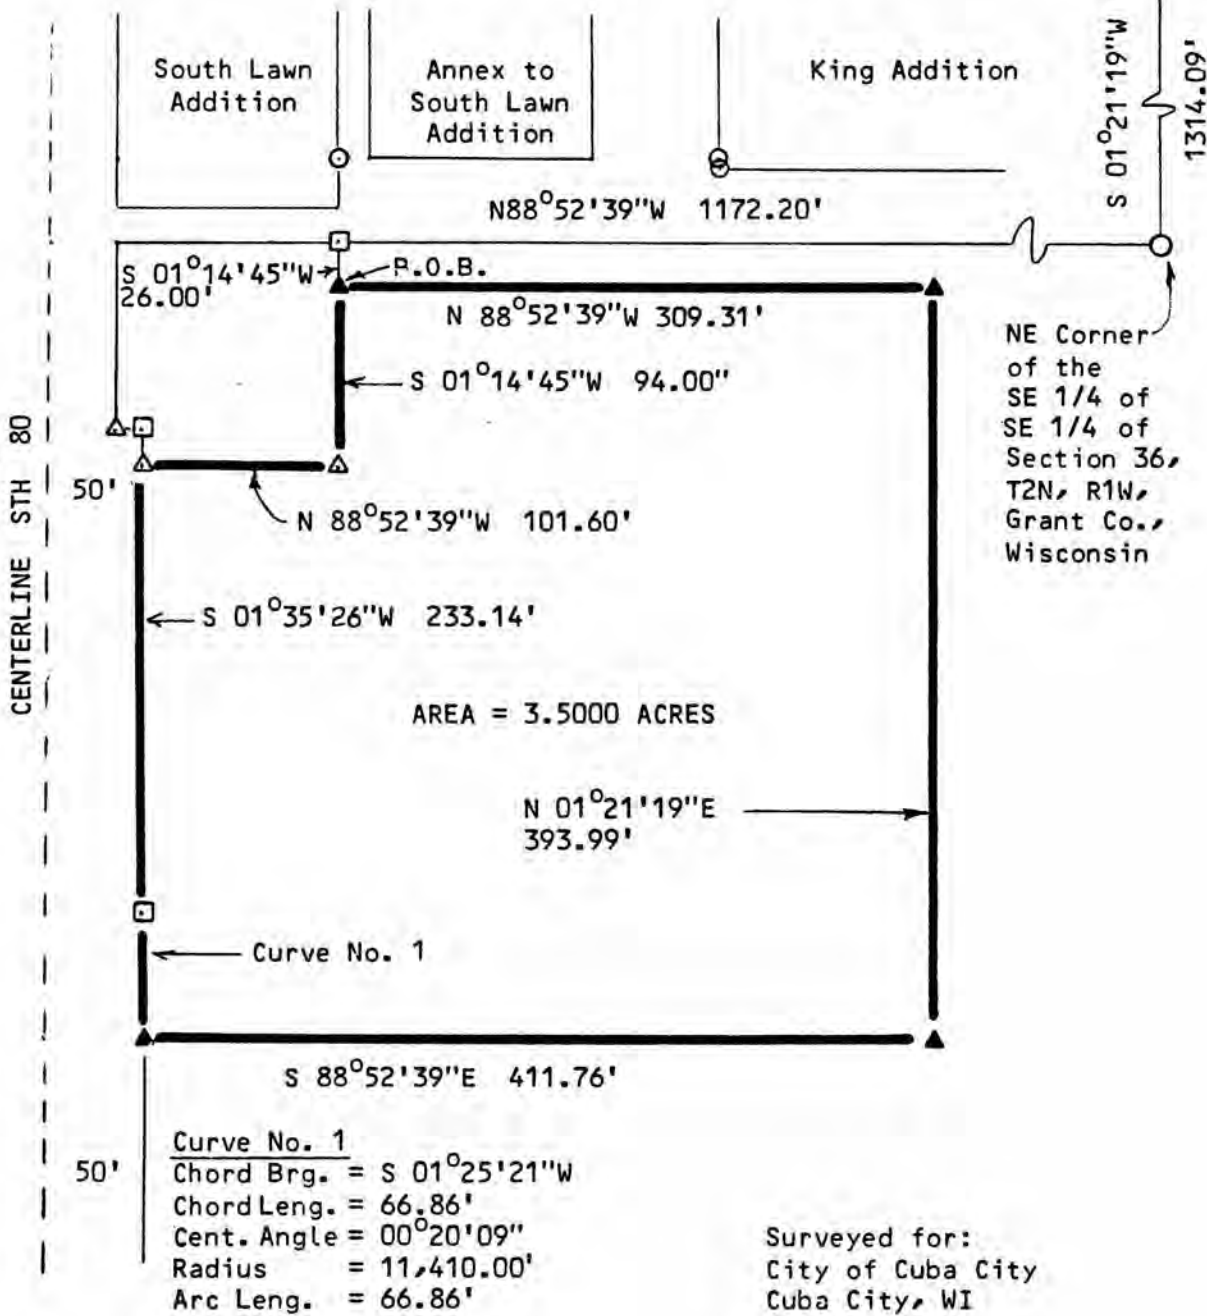 South Lawn
Addition
Annex to
South Lawn
Addition
King Addition
S 01°21'19"W
1314.09'
N88°52'39"W 1172.20'
S 01°14'45"W
26.00'
P.O.B.
N 88°52'39"W 309.31'
S 01°14'45"W 94.00"
NE Corner
of the
SE 1/4 of
SE 1/4 of
Section 36,
T2N, R1W,
Grant Co.,
Wisconsin
CENTERLINE STH 80
50'
N 88°52'39"W 101.60'
S 01°35'26"W 233.14'
AREA = 3.5000 ACRES
N 01°21'19"E
393.99'
Curve No. 1
S 88°52'39"E 411.76'
50'
Curve No. 1
Chord Brg. = S 01°25'21"W
Chord Leng. = 66.86'
Cent. Angle = 00°20'09"
Radius = 11,410.00'
Arc Leng. = 66.86'
Surveyed for:
City of Cuba City
Cuba City, WI